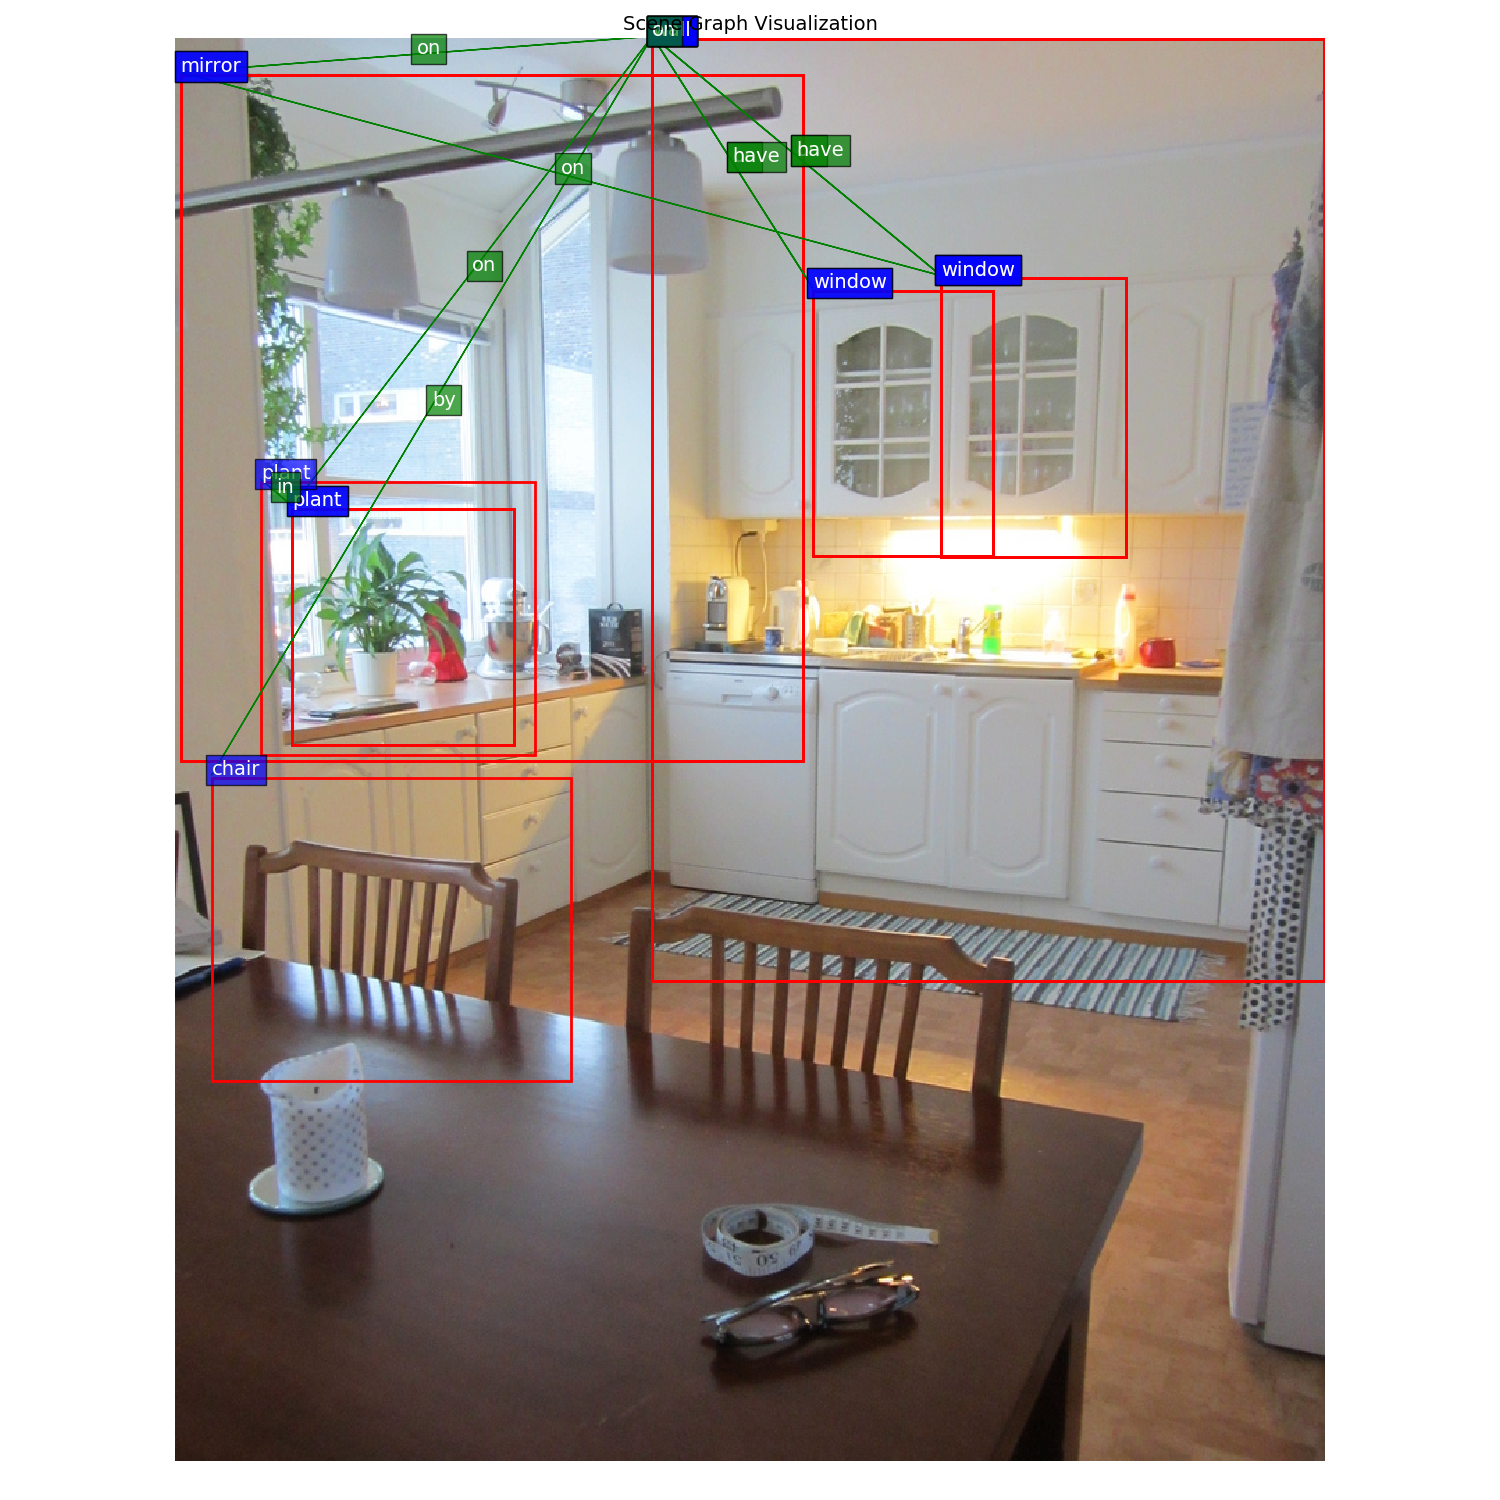 Scene Graph Visualization
on
mirror
on
have
have
on
on
window
window
by
plant
in
plant
chair